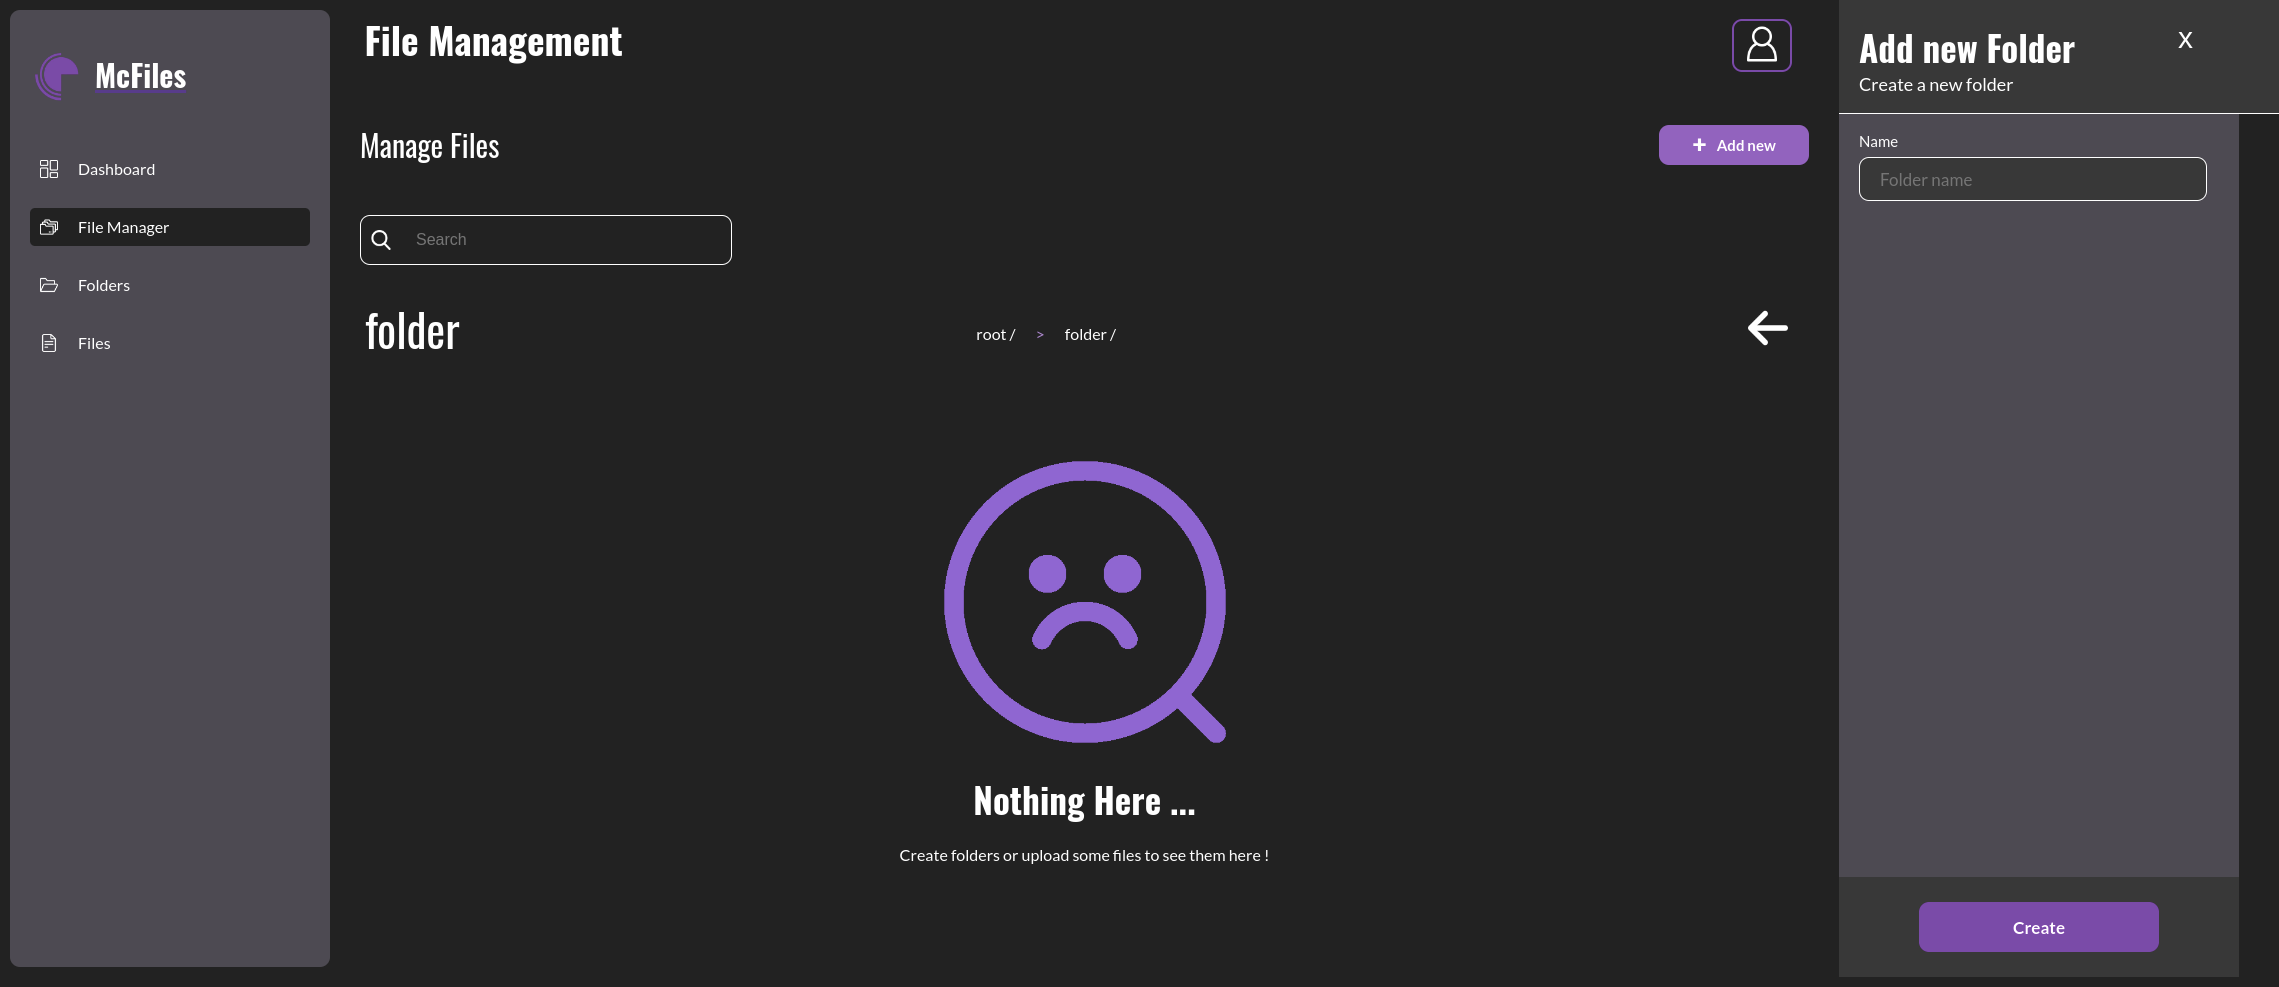 McFiles
Dashboard
File Manager
Folders
Files
File Management
Manage Files
+ Add new
Search
folder
root / > folder /
Nothing Here ...
Create folders or upload some files to see them here !
Add new Folder
X
Create a new folder
Name
Folder name
Create